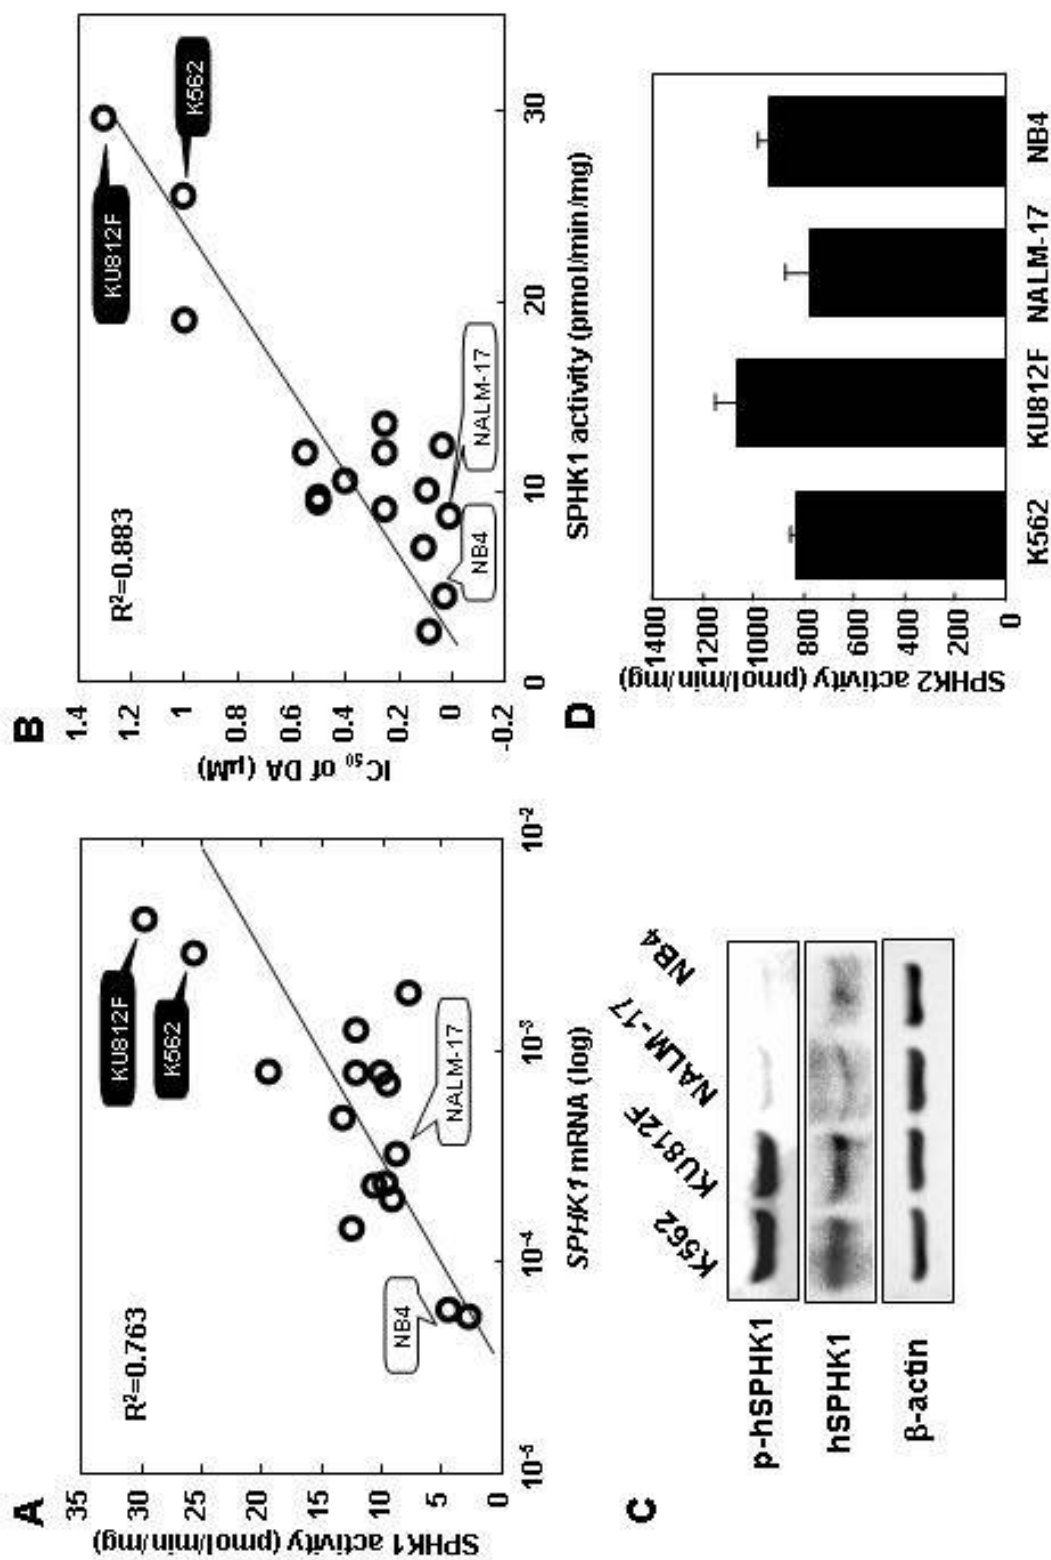 A
R²=0.763
35
30
25
20
15
10
5
0
SPHK1 activity (pmol/min/mg)
KU812F
K562
NB4
NALM-17
10⁻⁵
10⁻⁴
10⁻³
10⁻²
SPHK1 mRNA (log)
B
R²=0.883
1.4
1.2
1
0.8
0.6
0.4
0.2
0
-0.2
IC₅₀ of DA (µM)
KU812F
K562
NB4
NALM-17
0
10
20
30
SPHK1 activity (pmol/min/mg)
C
K562
KU812F
NALM-17
NB4
p-hSPHK1
hSPHK1
β-actin
D
1400
1200
1000
800
600
400
200
0
SPHK2 activity (pmol/min/mg)
K562
KU812F
NALM-17
NB4